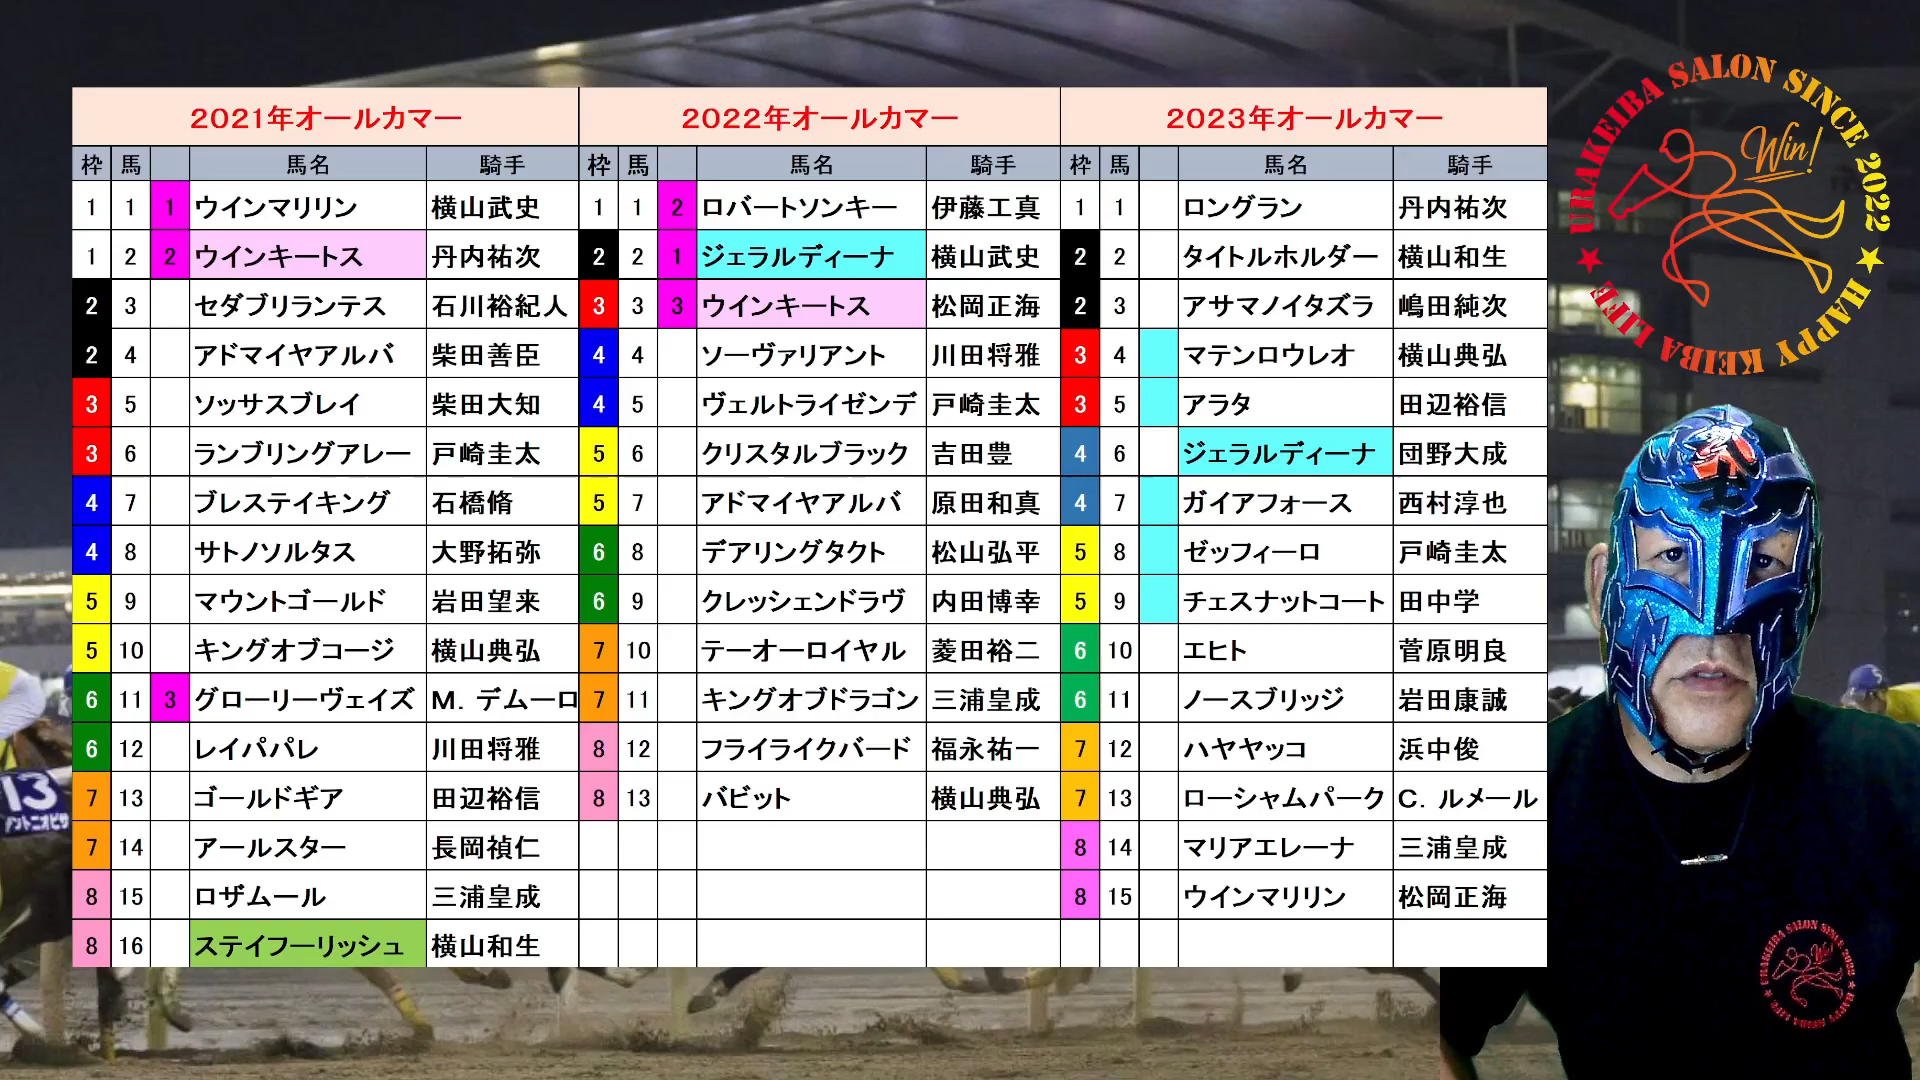 2021年オールカマー 2022年オールカマー 2023年オールカマー
枠 馬 馬名 騎手 枠 馬 馬名 騎手 枠 馬 馬名 騎手
1 1 1 ウインマリリン 横山武史 1 1 2 ロバートソンキー 伊藤工真 1 1 ロングラン 丹内祐次
1 2 2 ウインキートス 丹内祐次 2 2 1 ジェラルディーナ 横山武史 2 2 タイトルホルダー 横山和生
2 3 セダブリランテス 石川裕紀人 3 3 3 ウインキートス 松岡正海 2 3 アサマノイタズラ 嶋田純次
2 4 アドマイヤアルバ 柴田善臣 4 4 ソーヴァリアント 川田将雅 3 4 マテンロウレオ 横山典弘
3 5 ソッサスブレイ 柴田大知 4 5 ヴェルトライゼンデ 戸崎圭太 3 5 アラタ 田辺裕信
3 6 ランブリングアレー 戸崎圭太 5 6 クリスタルブラック 吉田豊 4 6 ジェラルディーナ 団野大成
4 7 ブレステイキング 石橋脩 5 7 アドマイヤアルバ 原田和真 4 7 ガイアフォース 西村淳也
4 8 サトノソルタス 大野拓弥 6 8 デアリングタクト 松山弘平 5 8 ゼッフィーロ 戸崎圭太
5 9 マウントゴールド 岩田望来 6 9 クレッシェンドラヴ 内田博幸 5 9 チェスナットコート 田中学
5 10 キングオブコージ 横山典弘 7 10 テーオーロイヤル 菱田裕二 6 10 エヒト 菅原明良
6 11 3 グローリーヴェイズ M. デムーロ 7 11 キングオブドラゴン 三浦皇成 6 11 ノースブリッジ 岩田康誠
6 12 レイパパレ 川田将雅 8 12 フライライクバード 福永祐一 7 12 ハヤヤッコ 浜中俊
7 13 ゴールドギア 田辺裕信 8 13 バビット 横山典弘 7 13 ローシャムパーク C. ルメール
7 14 アールスター 長岡禎仁 8 14 マリアエレーナ 三浦皇成
8 15 ロザムール 三浦皇成 8 15 ウインマリリン 松岡正海
8 16 ステイフーリッシュ 横山和生
URAKEIBA SALON SINCE 2022 ★ HAPPY KEIBA LIFE ★
Win!
13
URAKEIBA SALON SINCE 2022 ★ HAPPY KEIBA LIFE ★
Win!